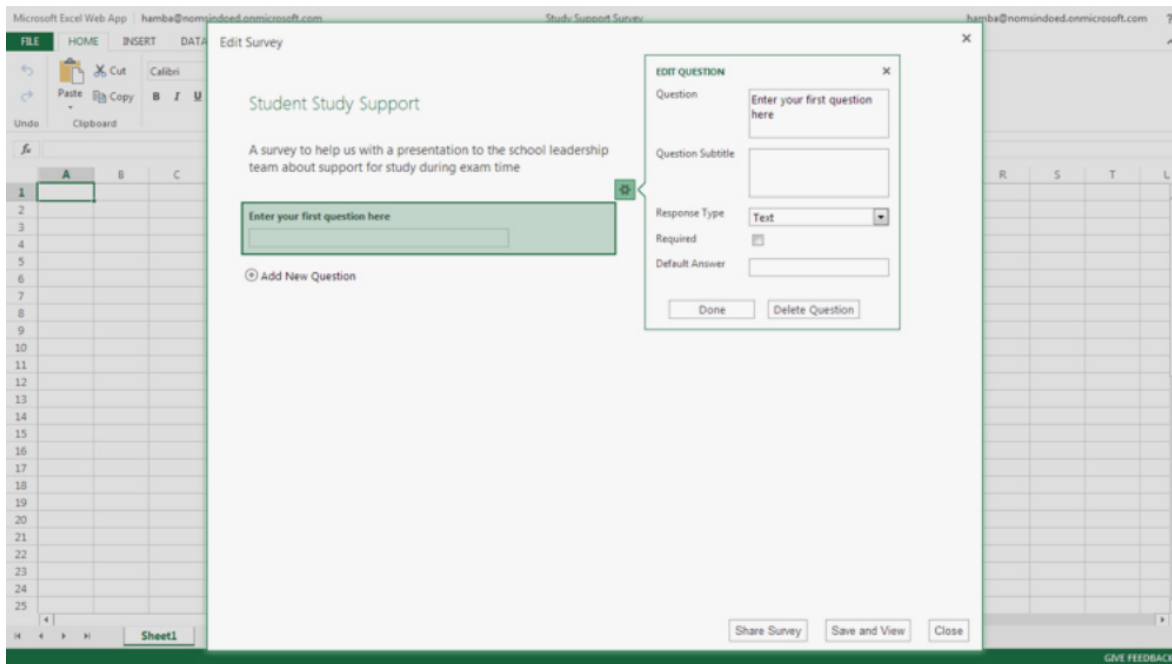 Microsoft Excel Web App | hamba@nomsindoed.onmicrosoft.com Study Support Survey hamba@nomsindoed.onmicrosoft.com ?
FILE HOME INSERT DATA
Cut
Copy
Paste
Calibri
B I U
Undo Clipboard
fx
A B C R S T U
1
2
3
4
5
6
7
8
9
10
11
12
13
14
15
16
17
18
19
20
21
22
23
24
25
Edit Survey
Student Study Support
A survey to help us with a presentation to the school leadership
team about support for study during exam time
Enter your first question here
Add New Question
EDIT QUESTION
Question
Enter your first question
here
Question Subtitle
Response Type Text
Required
Default Answer
Done Delete Question
Share Survey Save and View Close
Sheet1
GIVE FEEDBACK